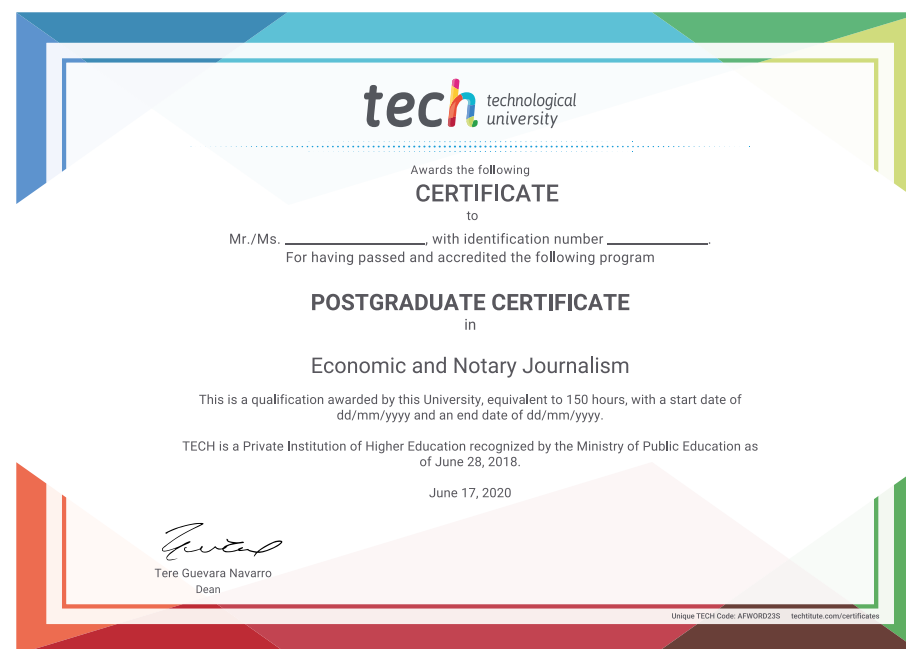 tech technological
university
Awards the following
CERTIFICATE
to
Mr./Ms. ____________, with identification number ____________.
For having passed and accredited the following program
POSTGRADUATE CERTIFICATE
in
Economic and Notary Journalism
This is a qualification awarded by this University, equivalent to 150 hours, with a start date of
dd/mm/yyyy and an end date of dd/mm/yyyy.
TECH is a Private Institution of Higher Education recognized by the Ministry of Public Education as
of June 28, 2018.
June 17, 2020
Tere Guevara Navarro
Dean
Unique TECH Code: AFWORD23S techtitute.com/certificates